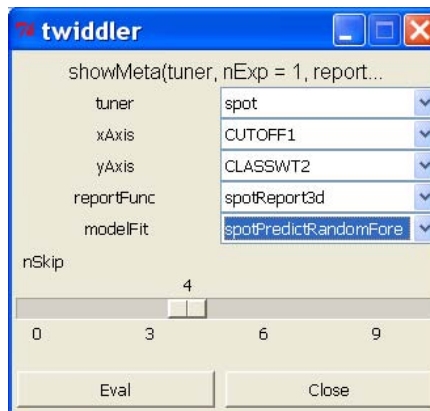 twiddler
showMeta(tuner, nExp = 1, report...
tuner spot
xAxis CUTOFF1
yAxis CLASSWT2
reportFunc spotReport3d
modelFit spotPredictRandomFore
nSkip
4
0 3 6 9
Eval Close